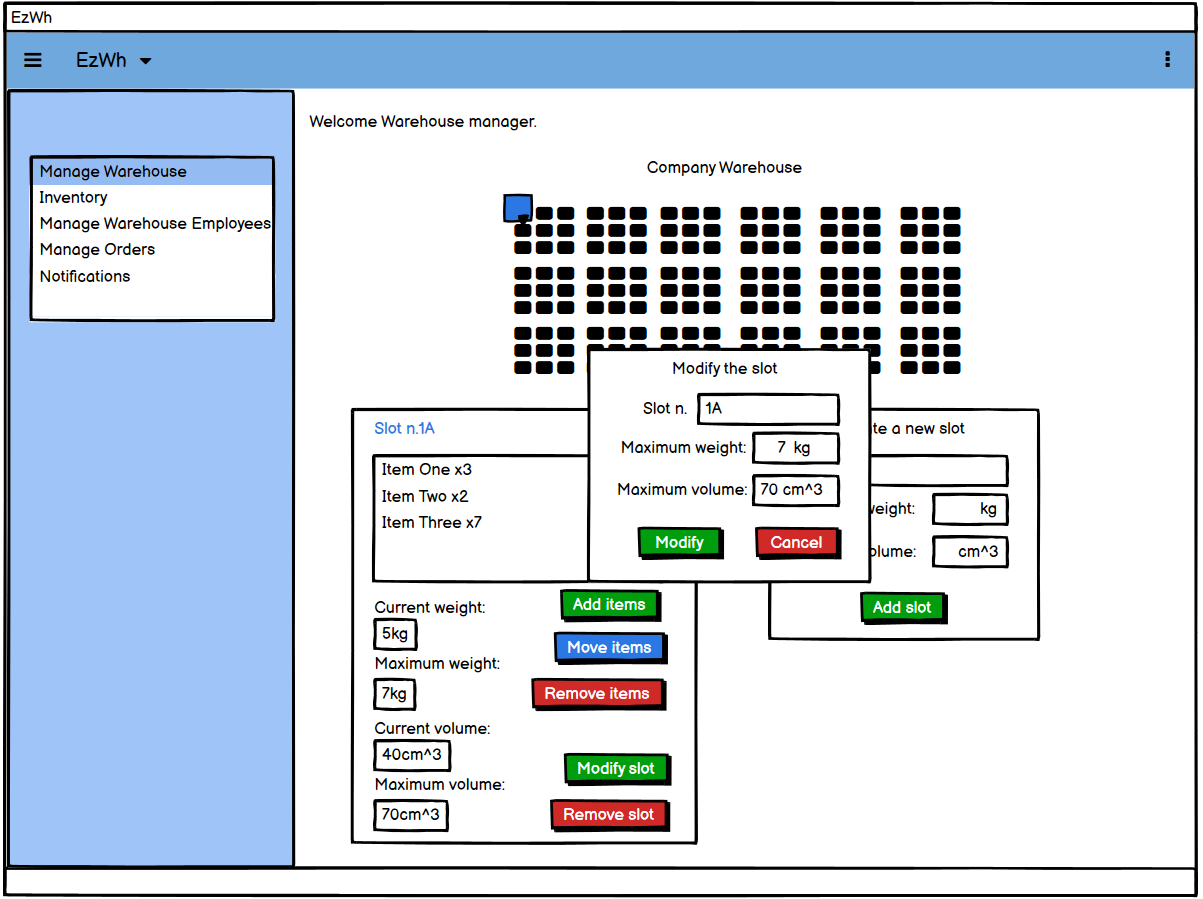 EzWh
EzWh
Welcome Warehouse manager.
Manage Warehouse
Inventory
Manage Warehouse Employees
Manage Orders
Notifications
Company Warehouse
Modify the slot
Slot n. 1A
Maximum weight: 7 kg
Maximum volume: 70 cm^3
Modify Cancel
Slot n.1A
Item One x3
Item Two x2
Item Three x7
Current weight:
5kg
Maximum weight:
7kg
Current volume:
40cm^3
Maximum volume:
70cm^3
Add items
Move items
Remove items
Modify slot
Remove slot
a new slot
kg
cm^3
Add slot